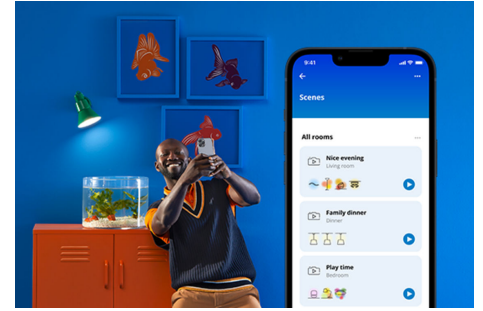 9:41
Scenes
All rooms
Nice evening
Living room
Family dinner
Dinner
Play time
Bedroom